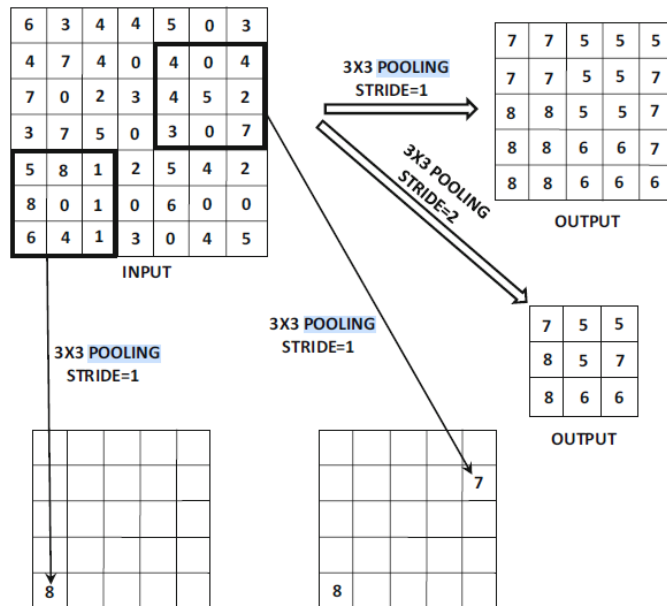 6 3 4 4 5 0 3
4 7 4 0 4 0 4
7 0 2 3 4 5 2
3 7 5 0 3 0 7
5 8 1 2 5 4 2
8 0 1 0 6 0 0
6 4 1 3 0 4 5
INPUT
3X3 POOLING
STRIDE=1
7 7 5 5 5
7 7 5 5 7
8 8 5 5 7
8 8 6 6 7
8 8 6 6 6
OUTPUT
3X3 POOLING
STRIDE=2
7 5 5
8 5 7
8 6 6
OUTPUT
3X3 POOLING
STRIDE=1
3X3 POOLING
STRIDE=1
8
7
8